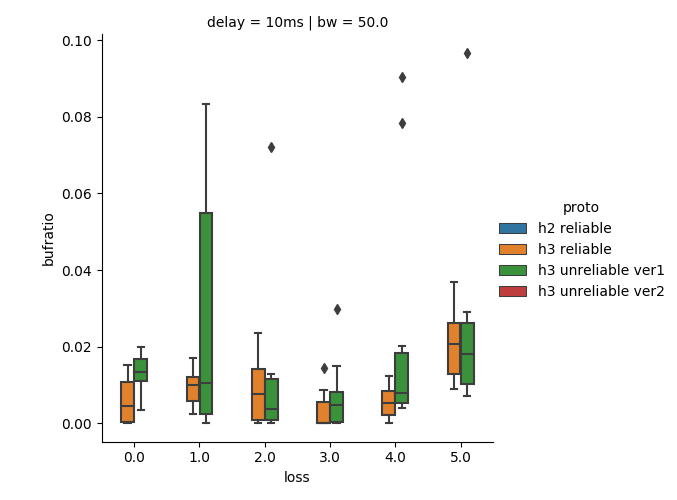 delay = 10ms | bw = 50.0
0.10
0.08
0.06
0.04
0.02
0.00
bufratio
0.0 1.0 2.0 3.0 4.0 5.0
loss
proto
h2 reliable
h3 reliable
h3 unreliable ver1
h3 unreliable ver2